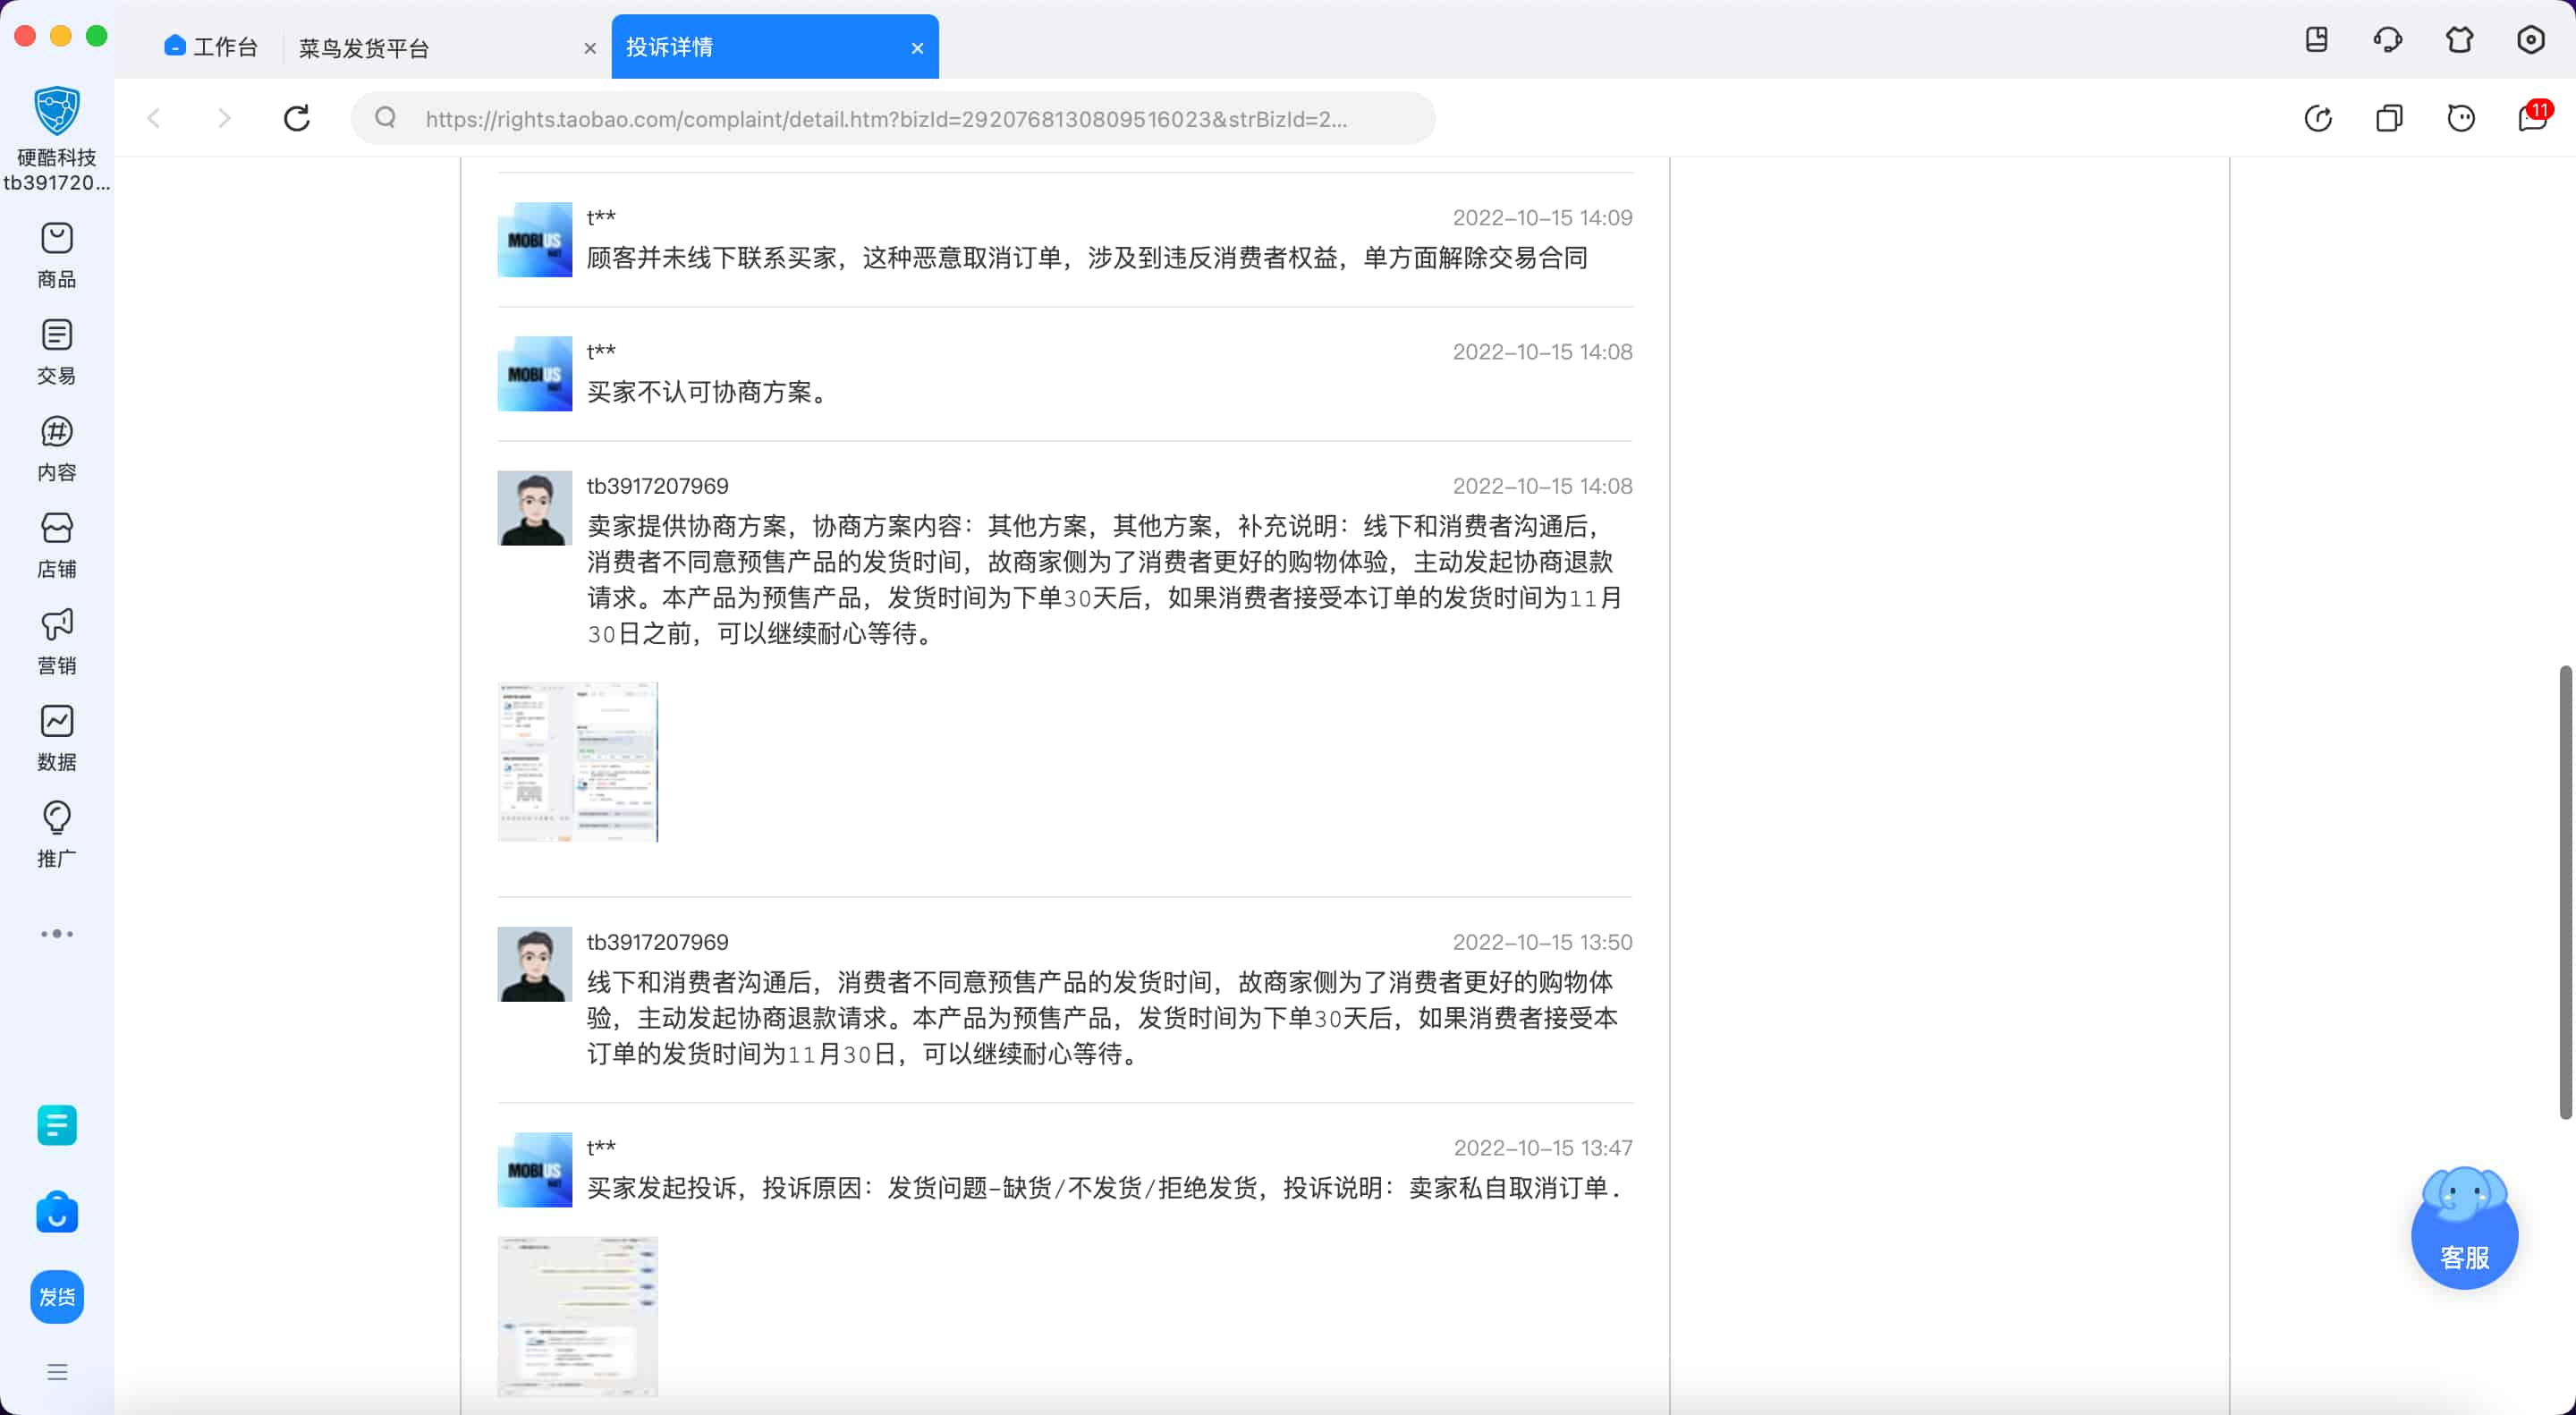 工作台
菜鸟发货平台
投诉详情
https://rights.taobao.com/complaint/detail.htm?bizId=2920768130809516023&strBizId=2...
11
硬酷科技
tb391720...
商品
交易
内容
店铺
营销
数据
推广
发货
t**
2022-10-15 14:09
顾客并未线下联系买家，这种恶意取消订单，涉及到违反消费者权益，单方面解除交易合同
t**
2022-10-15 14:08
买家不认可协商方案。
tb3917207969
2022-10-15 14:08
卖家提供协商方案，协商方案内容：其他方案，其他方案，补充说明：线下和消费者沟通后，
消费者不同意预售产品的发货时间，故商家侧为了消费者更好的购物体验，主动发起协商退款
请求。本产品为预售产品，发货时间为下单30天后，如果消费者接受本订单的发货时间为11月
30日之前，可以继续耐心等待。
tb3917207969
2022-10-15 13:50
线下和消费者沟通后，消费者不同意预售产品的发货时间，故商家侧为了消费者更好的购物体
验，主动发起协商退款请求。本产品为预售产品，发货时间为下单30天后，如果消费者接受本
订单的发货时间为11月30日，可以继续耐心等待。
t**
2022-10-15 13:47
买家发起投诉，投诉原因：发货问题-缺货/不发货/拒绝发货，投诉说明：卖家私自取消订单.
MOBIUS
MOBIUS
MOBIUS
客服